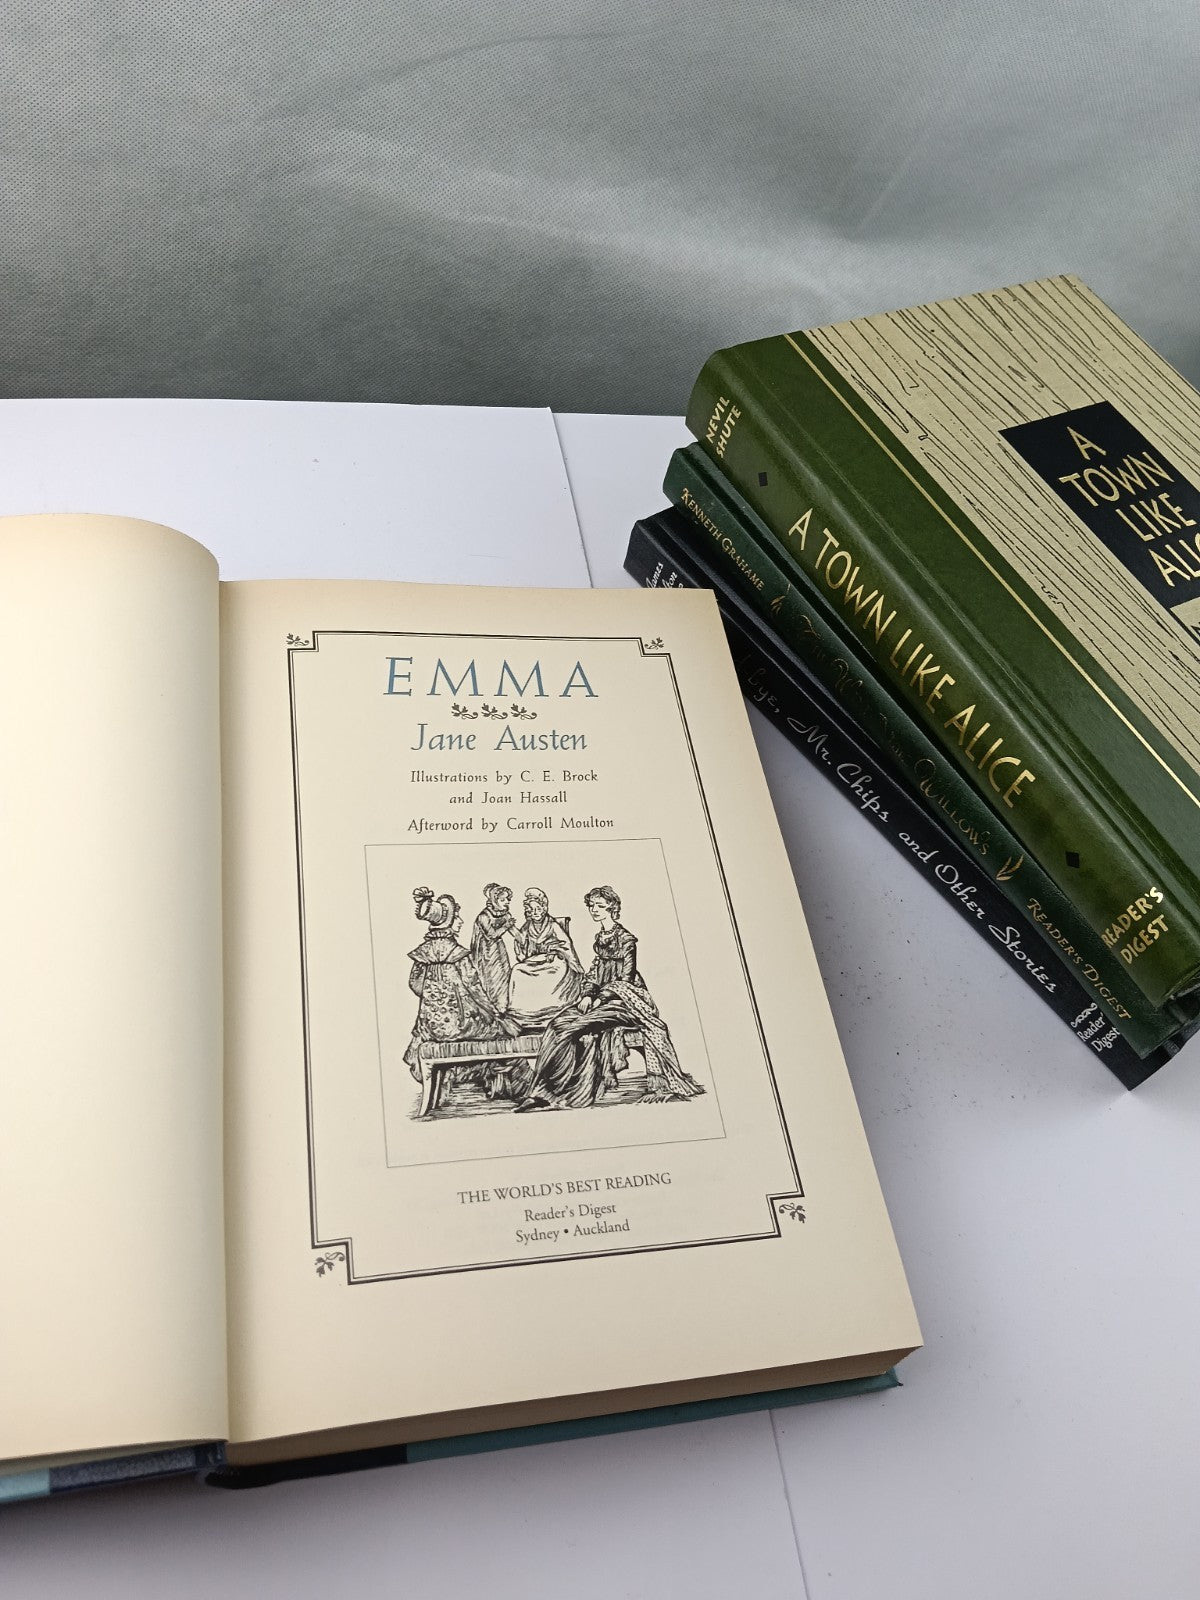 EMMA
Jane Austen
Illustrations by C. E. Brock
and Joan Hassall
Afterword by Carroll Moulton
THE WORLD'S BEST READING
Reader's Digest
Sydney • Auckland
A
TOWN
LIKE
NEVIL
SHUTE
A TOWN LIKE ALICE
READER'S
DIGEST
KENNETH GRAHAME
WILLOWS
READER'S DIGEST
James
bye, Mr. Chips and Other Stories
Reader's
Digest